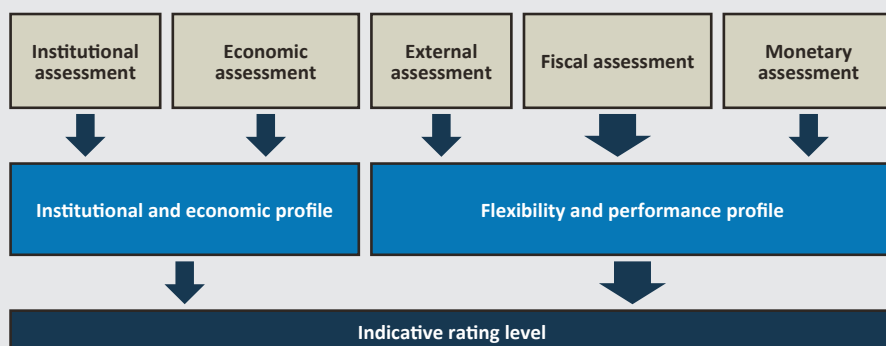 Institutional
assessment
Economic
assessment
External
assessment
Fiscal assessment
Monetary
assessment
Institutional and economic profile
Flexibility and performance profile
Indicative rating level